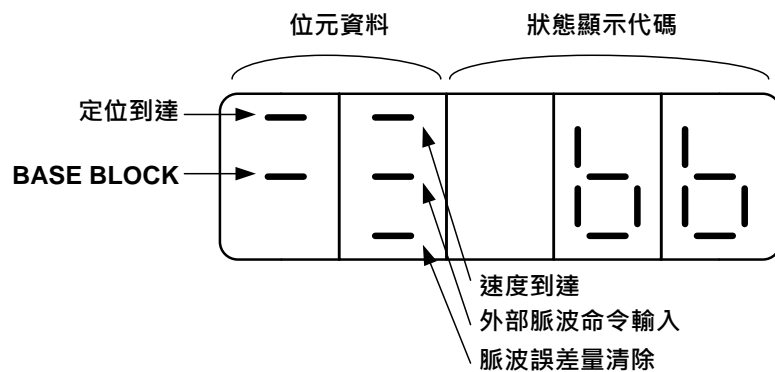 位元資料
狀態顯示代碼
定位到達
BASE BLOCK
bb
速度到達
外部脈波命令輸入
脈波誤差量清除